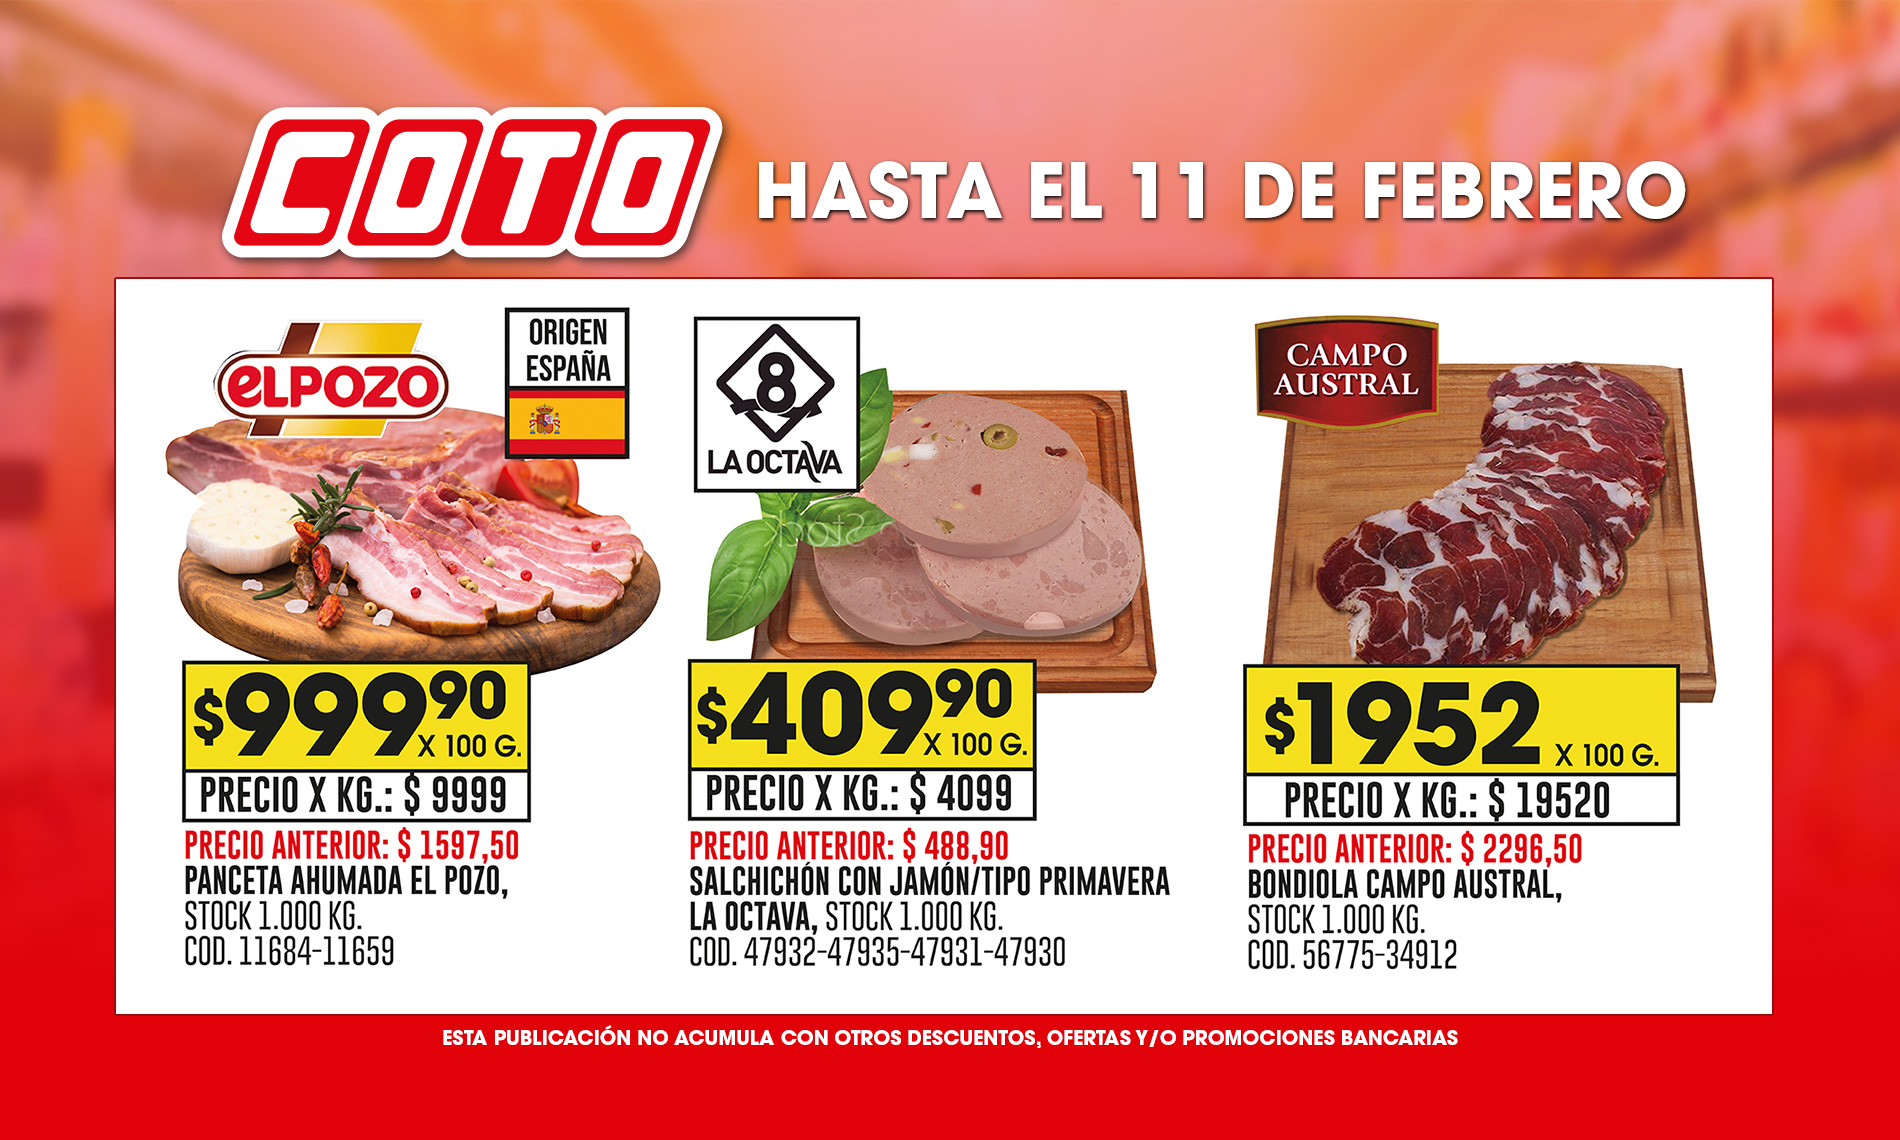 COTO HASTA EL 11 DE FEBRERO
ELPOZO
ORIGEN
ESPAÑA
$99990
X 100 G.
PRECIO X KG.: $ 9999
PRECIO ANTERIOR: $ 1597,50
PANCETA AHUMADA EL POZO,
STOCK 1.000 KG.
COD. 11684-11659
8
LA OCTAVA
Stock
$40990
X 100 G.
PRECIO X KG.: $ 4099
PRECIO ANTERIOR: $ 488,90
SALCHICHÓN CON JAMÓN/TIPO PRIMAVERA
LA OCTAVA, STOCK 1.000 KG.
COD. 47932-47935-47931-47930
CAMPO
AUSTRAL
$1952 X 100 G.
PRECIO X KG.: $ 19520
PRECIO ANTERIOR: $ 2296,50
BONDIOLA CAMPO AUSTRAL,
STOCK 1.000 KG.
COD. 56775-34912
ESTA PUBLICACIÓN NO ACUMULA CON OTROS DESCUENTOS, OFERTAS Y/O PROMOCIONES BANCARIAS